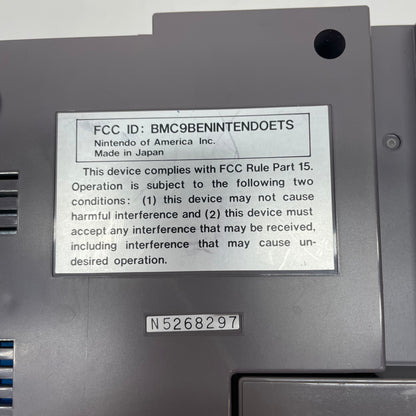 FCC ID: BMC9BENINTENDOETS
Nintendo of America Inc.
Made in Japan
This device complies with FCC Rule Part 15.
Operation is subject to the following two
conditions: (1) this device may not cause
harmful interference and (2) this device must
accept any interference that may be received,
including interference that may cause un-
desired operation.
N5268297